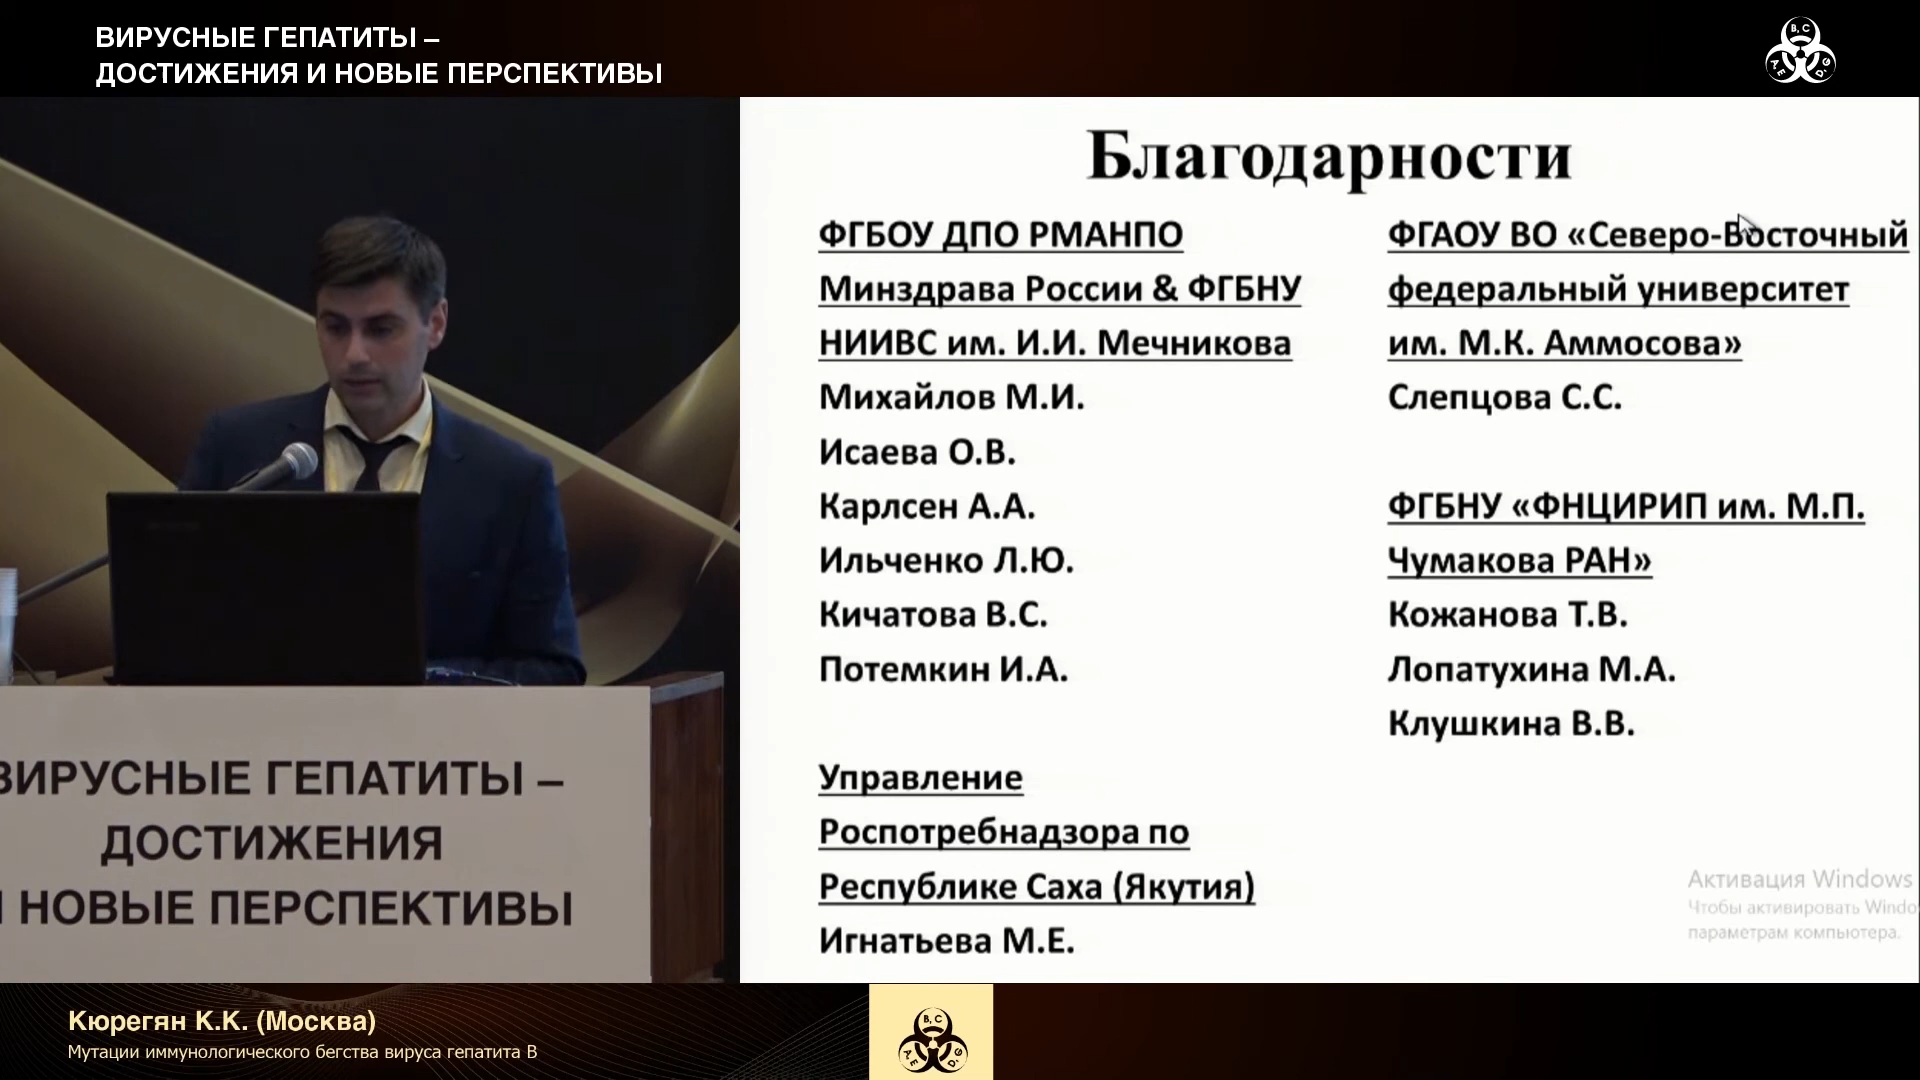 ВИРУСНЫЕ ГЕПАТИТЫ –
ДОСТИЖЕНИЯ И НОВЫЕ ПЕРСПЕКТИВЫ
B, C
A, E
D, G
Благодарности
ФГБОУ ДПО РМАНПО
Минздрава России & ФГБНУ
НИИВС им. И.И. Мечникова
Михайлов М.И.
Исаева О.В.
Карлсен А.А.
Ильченко Л.Ю.
Кичатова В.С.
Потемкин И.А.
Управление
Роспотребнадзора по
Республике Саха (Якутия)
Игнатьева М.Е.
ФГАОУ ВО «Северо-Восточный
федеральный университет
им. М.К. Аммосова»
Слепцова С.С.
ФГБНУ «ФНЦИРИП им. М.П.
Чумакова РАН»
Кожанова Т.В.
Лопатухина М.А.
Клушкина В.В.
Активация Windows
Чтобы активировать Windo
параметрам компьютера.
ВИРУСНЫЕ ГЕПАТИТЫ –
ДОСТИЖЕНИЯ
И НОВЫЕ ПЕРСПЕКТИВЫ
Кюрегян К.К. (Москва)
Мутации иммунологического бегства вируса гепатита В
B, C
A, E
D, G